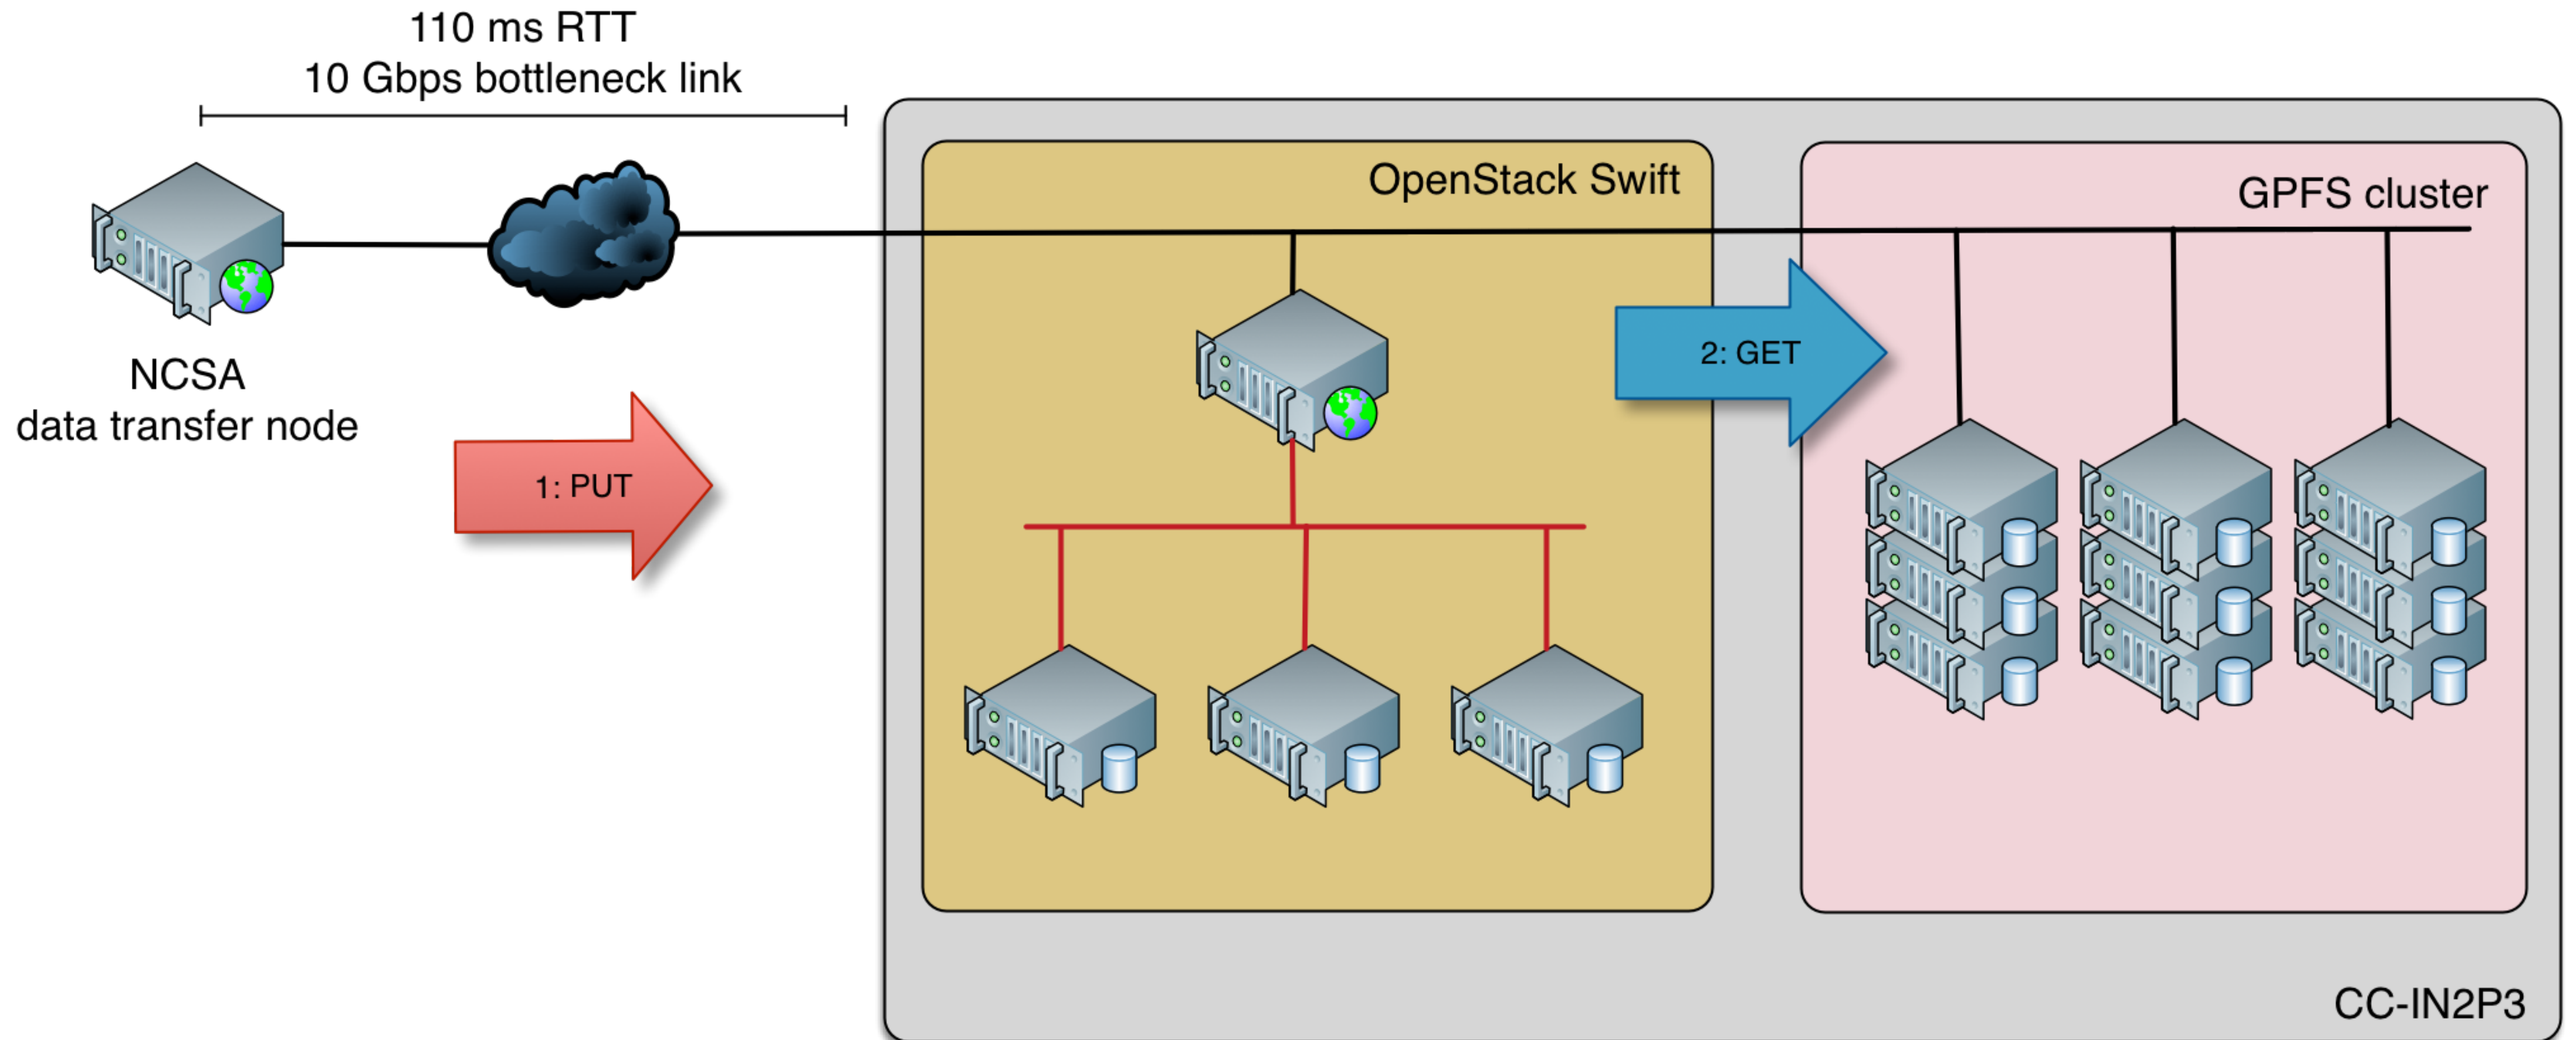 110 ms RTT
10 Gbps bottleneck link
OpenStack Swift
GPFS cluster
2: GET
NCSA
data transfer node
1: PUT
CC-IN2P3